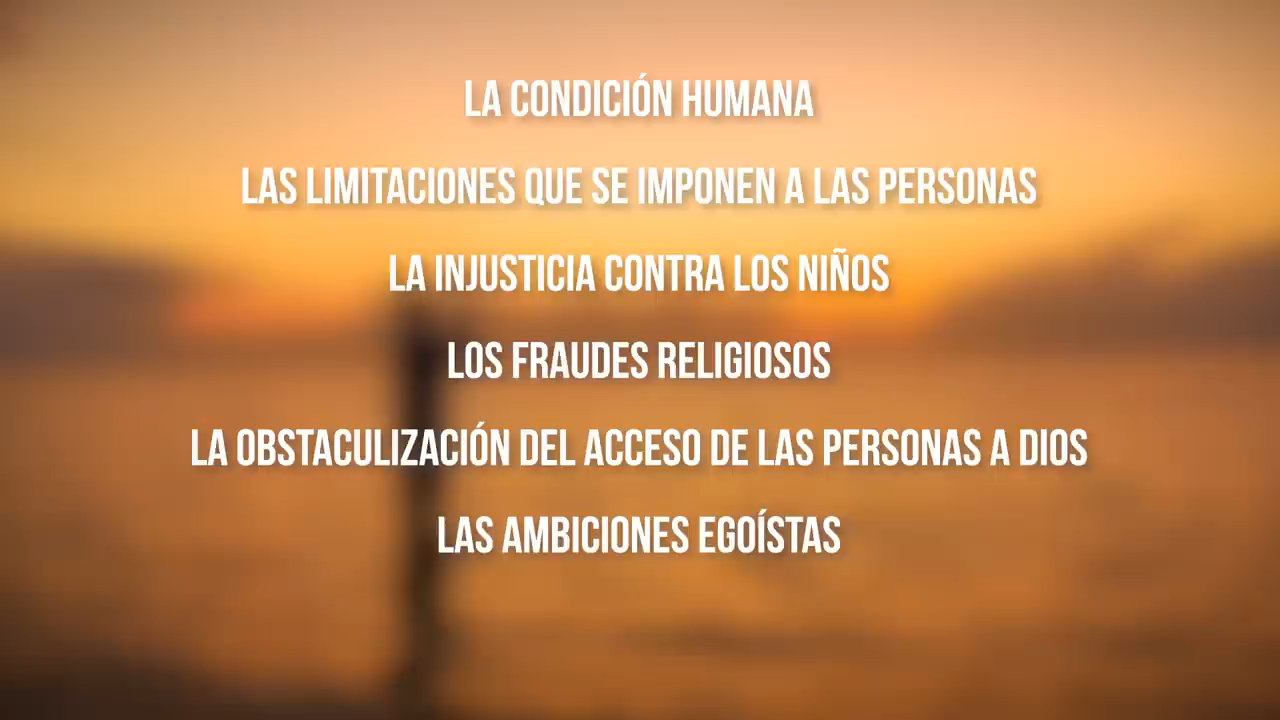 LA CONDICIÓN HUMANA
LAS LIMITACIONES QUE SE IMPONEN A LAS PERSONAS
LA INJUSTICIA CONTRA LOS NIÑOS
LOS FRAUDES RELIGIOSOS
LA OBSTACULIZACIÓN DEL ACCESO DE LAS PERSONAS A DIOS
LAS AMBICIONES EGOÍSTAS